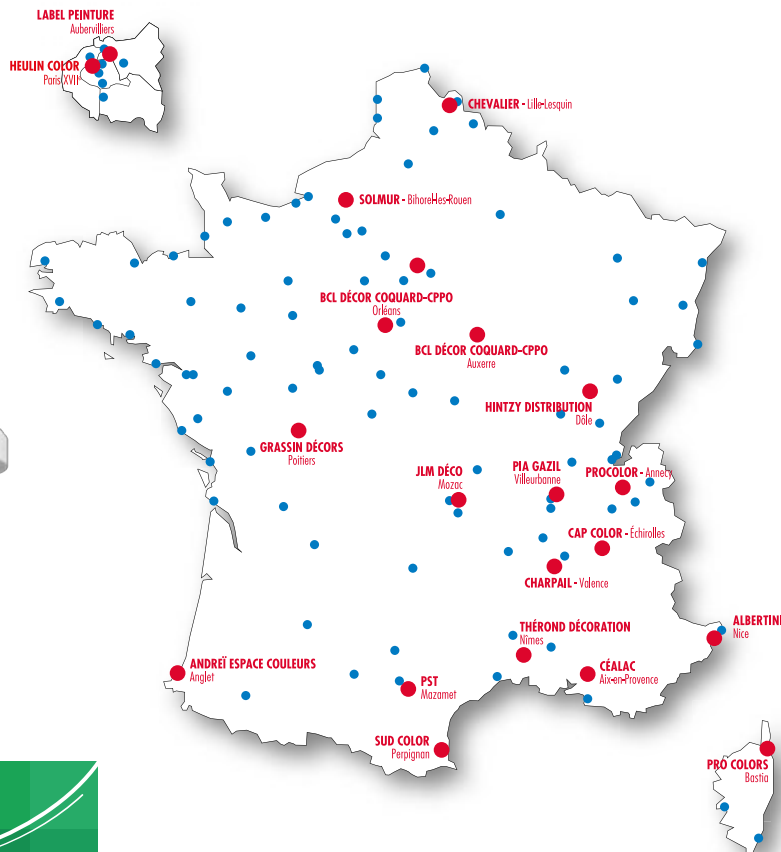 LABEL PEINTURE
Aubervilliers
HEULIN COLOR
Paris XVII
CHEVALIER - Lille-Lesquin
SOLMUR - Bihorel-les-Rouen
BCL DÉCOR COQUARD-CPPO
Orléans
BCL DÉCOR COQUARD-CPPO
Auxerre
HINTZY DISTRIBUTION
Dôle
GRASSIN DÉCORS
Poitiers
JLM DÉCO
Mozac
PIA GAZIL
Villeurbanne
PROCOLOR - Annecy
CAP COLOR - Échirolles
CHARPAIL - Valence
THÉROND DÉCORATION
Nîmes
ALBERTINI
Nice
ANDREÏ ESPACE COULEURS
Anglet
PST
Mazamet
CÉALAC
Aix-en-Provence
SUD COLOR
Perpignan
PRO COLORS
Bastia